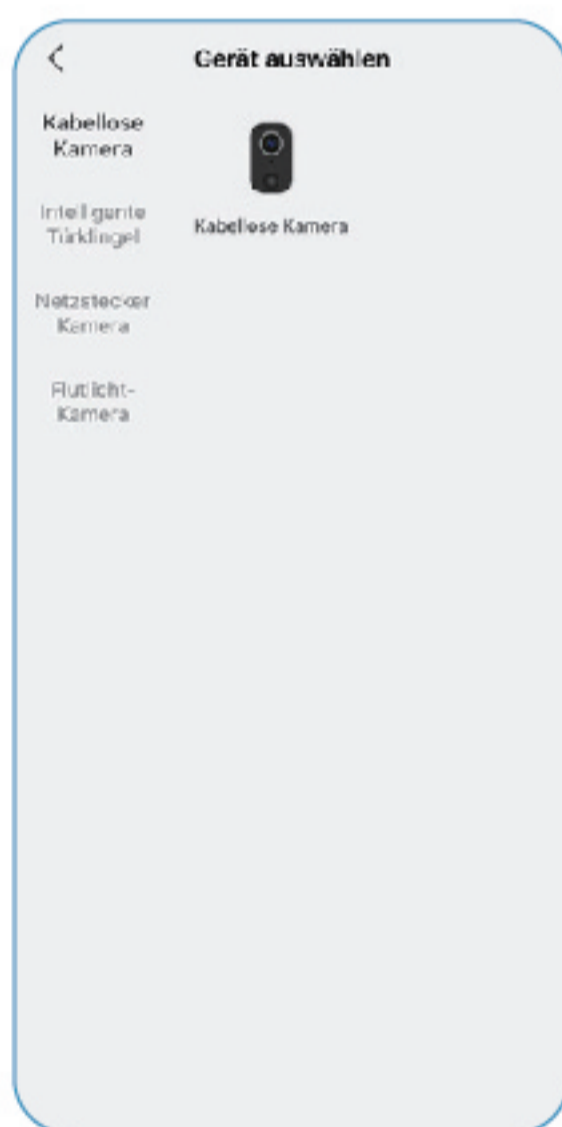 Gerät auswählen
Kabellose
Kamera
Intelligente
Türklingel
Kabellose Kamera
Netzstecker
Kamera
Flutlicht-
Kamera